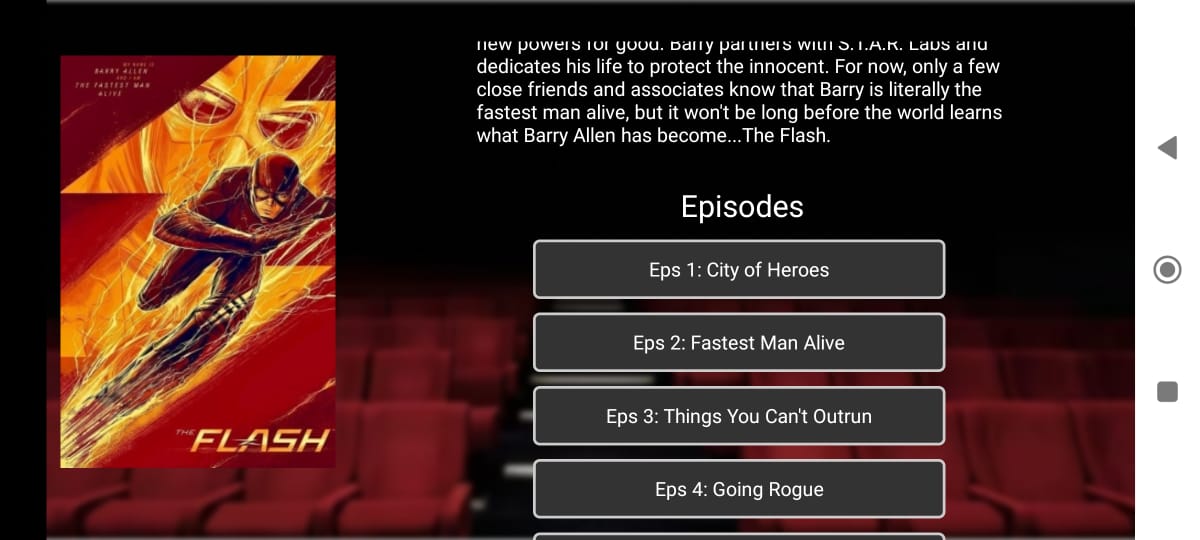 MY NAME IS
BARRY ALLEN
AND I AM
THE FASTEST MAN
ALIVE
THE FLASH
new powers for good. Barry partners with S.T.A.R. Labs and
dedicates his life to protect the innocent. For now, only a few
close friends and associates know that Barry is literally the
fastest man alive, but it won't be long before the world learns
what Barry Allen has become...The Flash.
Episodes
Eps 1: City of Heroes
Eps 2: Fastest Man Alive
Eps 3: Things You Can't Outrun
Eps 4: Going Rogue